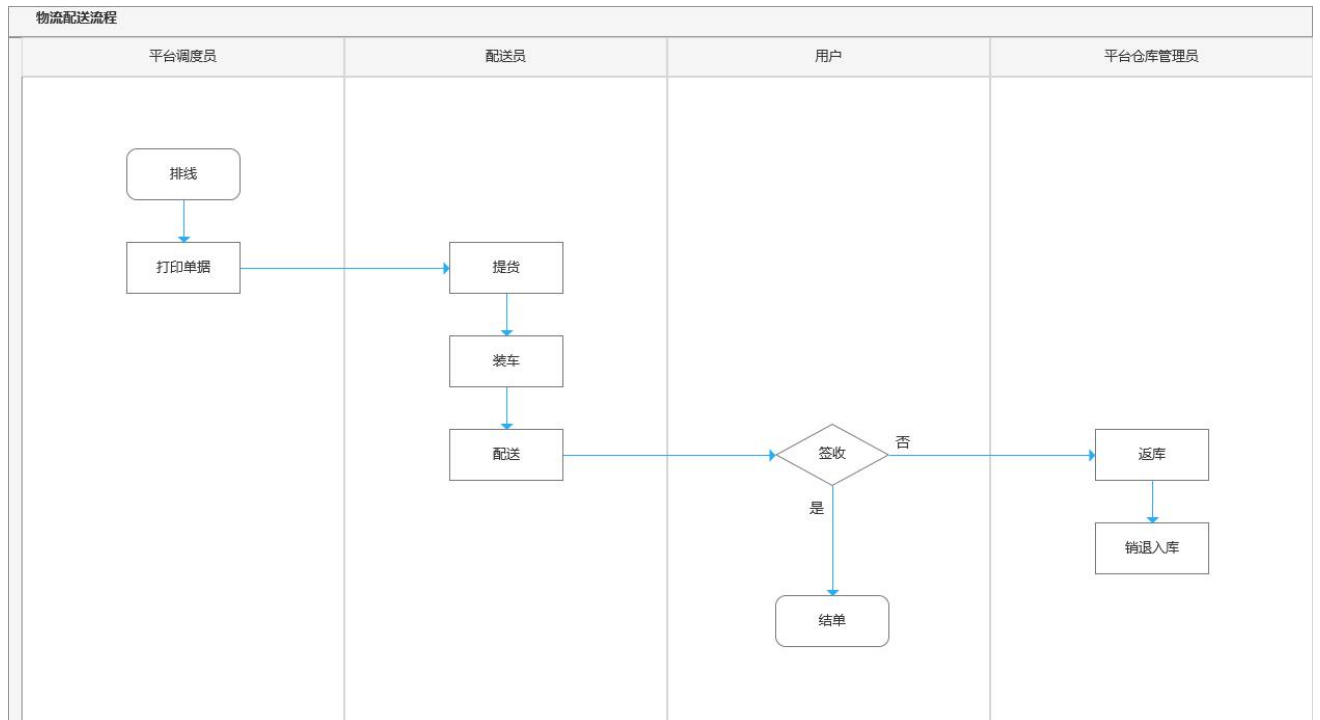 物流配送流程
平台调度员
配送员
用户
平台仓库管理员
排线
打印单据
提货
装车
配送
签收
否
返库
是
销退入库
结单